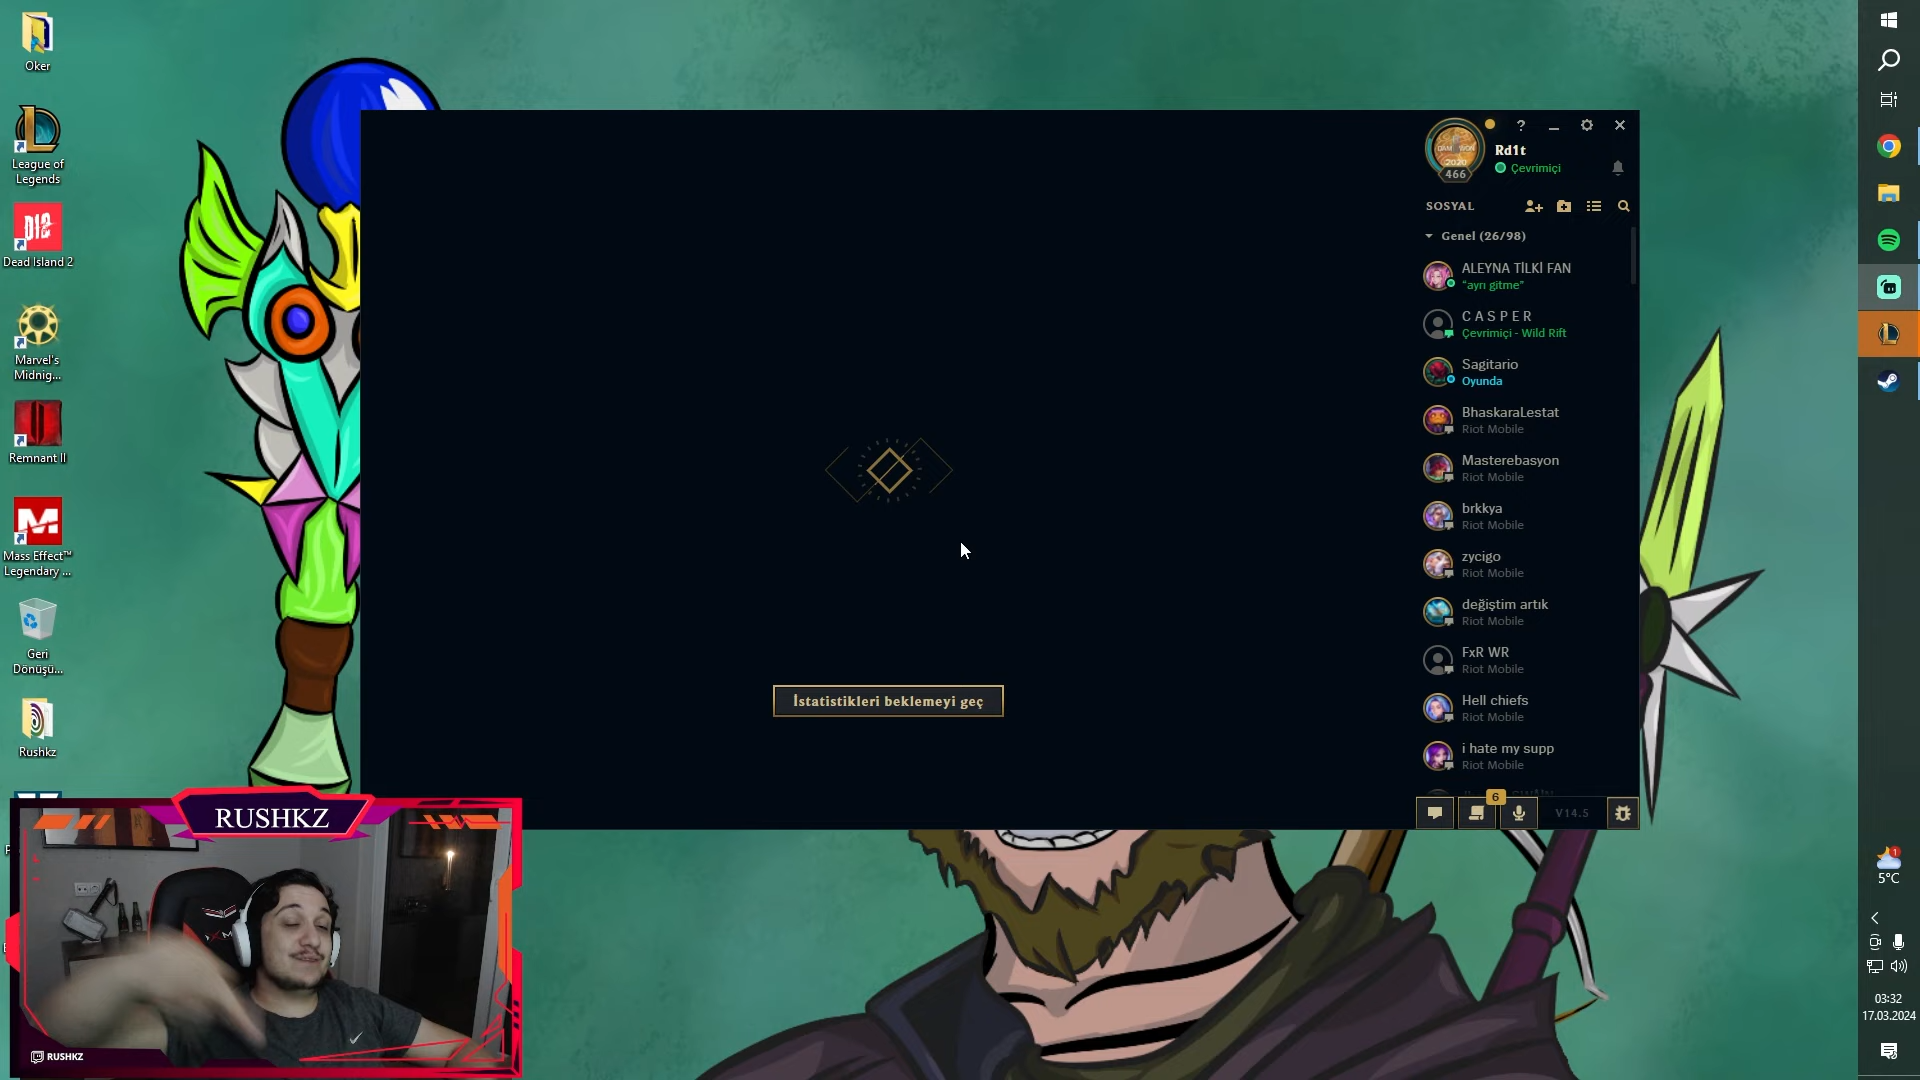 Oker
League of
Legends
DI2
Dead Island 2
Marvel's
Midnig...
Remnant II
Mass Effect™
Legendary ...
Geri
Dönüşü...
Rushkz
2020
466
?
Rd1t
Çevrimiçi
SOSYAL
Genel (26/98)
ALEYNA TİLKİ FAN
“ayrı gitme”
C A S P E R
Çevrimiçi - Wild Rift
Sagitario
Oyunda
BhaskaraLestat
Riot Mobile
Masterebasyon
Riot Mobile
brkkya
Riot Mobile
zycigo
Riot Mobile
değiştim artık
Riot Mobile
FxR WR
Riot Mobile
Hell chiefs
Riot Mobile
i hate my supp
Riot Mobile
İstatistikleri beklemeyi geç
6
V14.5
RUSHKZ
RUSHKZ
1
5°C
03:32
17.03.2024